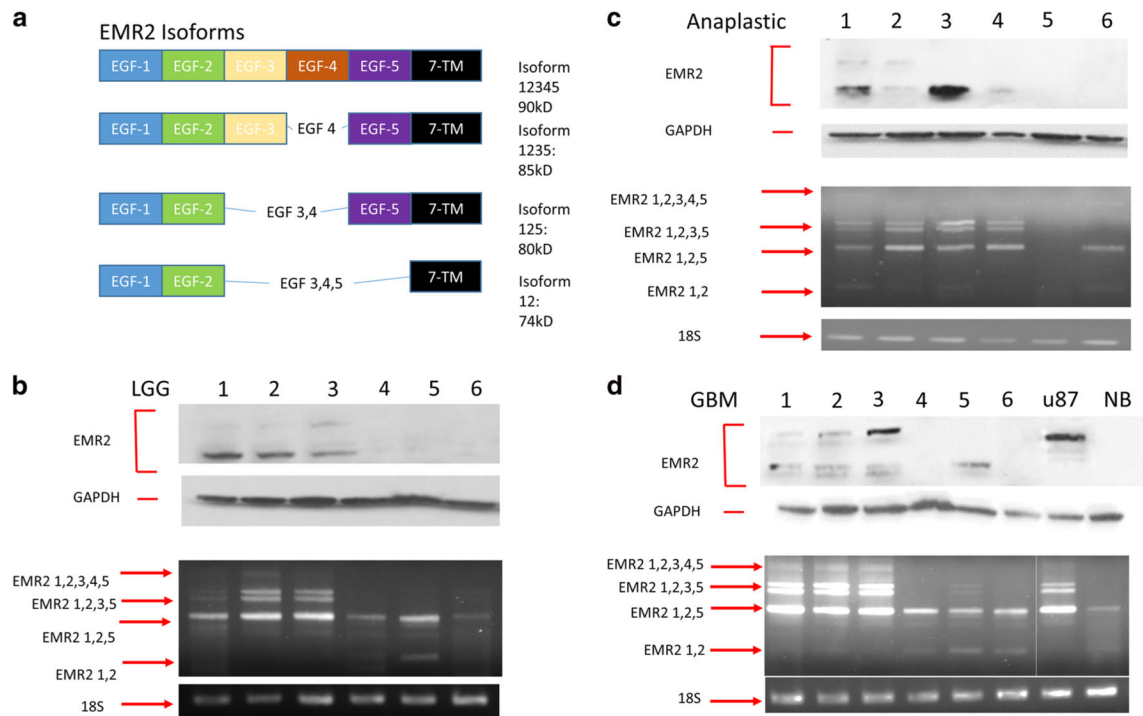 a
EMR2 Isoforms
EGF-1 EGF-2 EGF-3 EGF-4 EGF-5 7-TM
Isoform
12345
90kD
EGF-1 EGF-2 EGF-3 EGF 4 EGF-5 7-TM
Isoform
1235:
85kD
EGF-1 EGF-2 EGF 3,4 EGF-5 7-TM
Isoform
125:
80kD
EGF-1 EGF-2 EGF 3,4,5 7-TM
Isoform
12:
74kD
b
LGG 1 2 3 4 5 6
EMR2
GAPDH
EMR2 1,2,3,4,5
EMR2 1,2,3,5
EMR2 1,2,5
EMR2 1,2
18S
c
Anaplastic
1 2 3 4 5 6
EMR2
GAPDH
EMR2 1,2,3,4,5
EMR2 1,2,3,5
EMR2 1,2,5
EMR2 1,2
18S
d
GBM 1 2 3 4 5 6 u87 NB
EMR2
GAPDH
EMR2 1,2,3,4,5
EMR2 1,2,3,5
EMR2 1,2,5
EMR2 1,2
18S